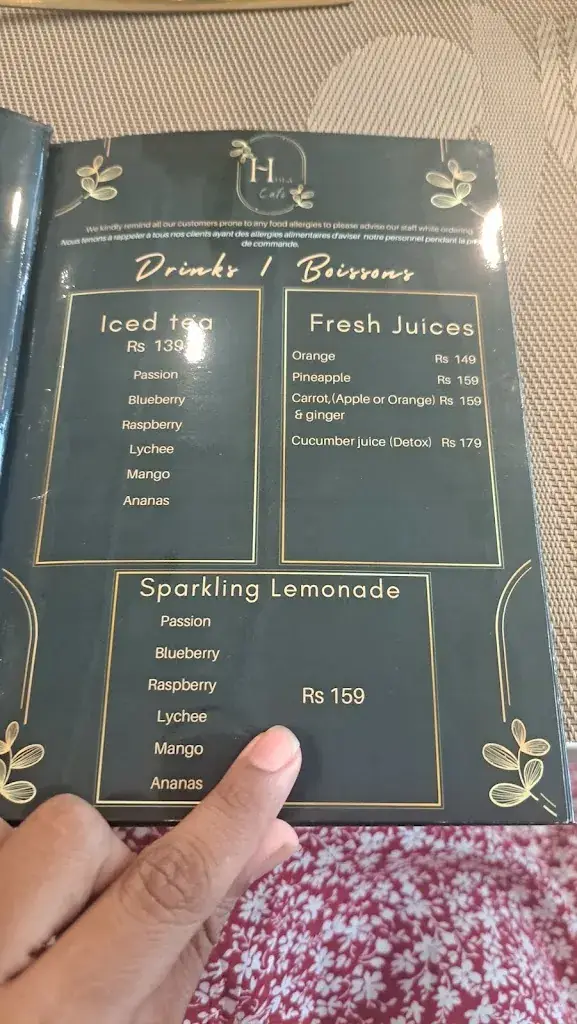 H
Café
We kindly remind all our customers prone to any food allergies to please advise our staff while ordering
Nous tenons a rappeler a tous nos clients ayant des allergies alimentaires d'aviser notre personnel pendant la
de commande.
Drinks / Boissons
Iced tea
Rs 139
Passion
Blueberry
Raspberry
Lychee
Mango
Ananas
Fresh Juices
Orange Rs 149
Pineapple Rs 159
Carrot,(Apple or Orange) Rs 159
& ginger
Cucumber juice (Detox) Rs 179
Sparkling Lemonade
Passion
Blueberry
Raspberry
Lychee
Mango
Ananas
Rs 159